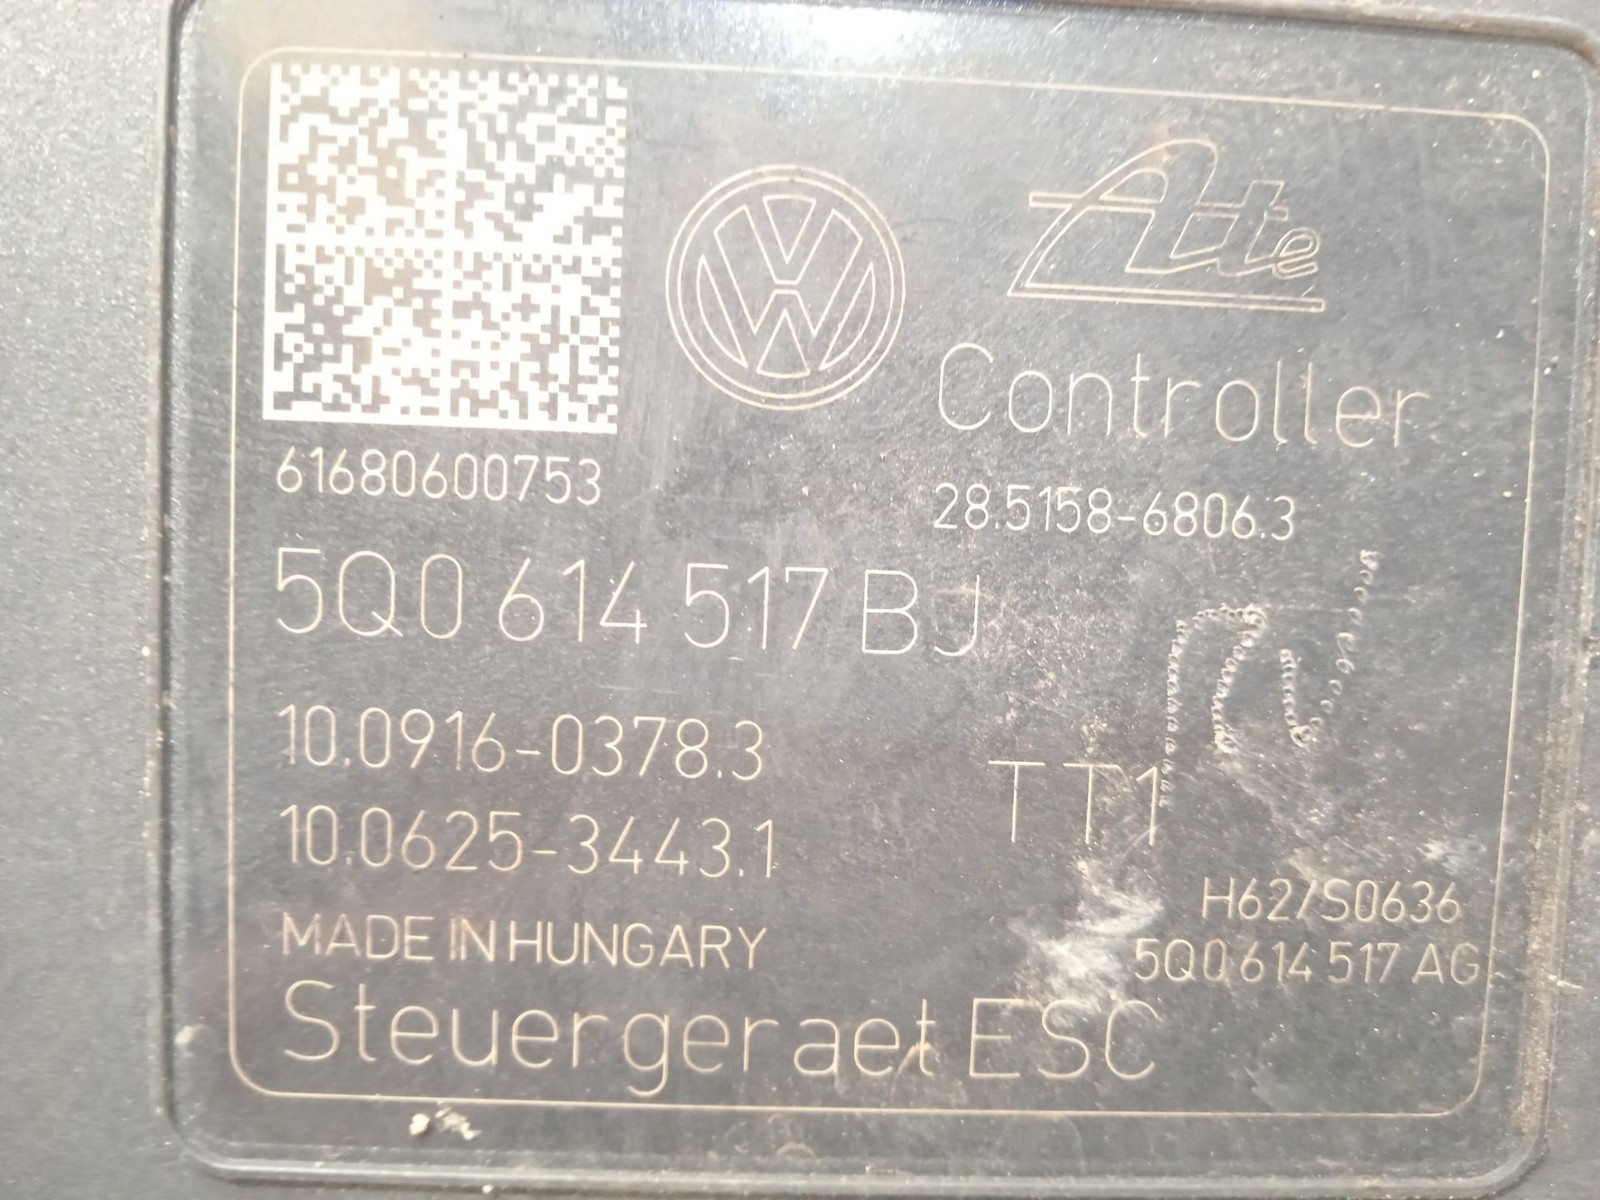 Ate
Controller
61680600753
28.5158-6806.3
5Q0 614 517 BJ
10.0916-0378.3
TT1
10.0625-3443.1
H62/S0636
MADE IN HUNGARY
5Q0 614 517 AG
Steuergeraet ESC